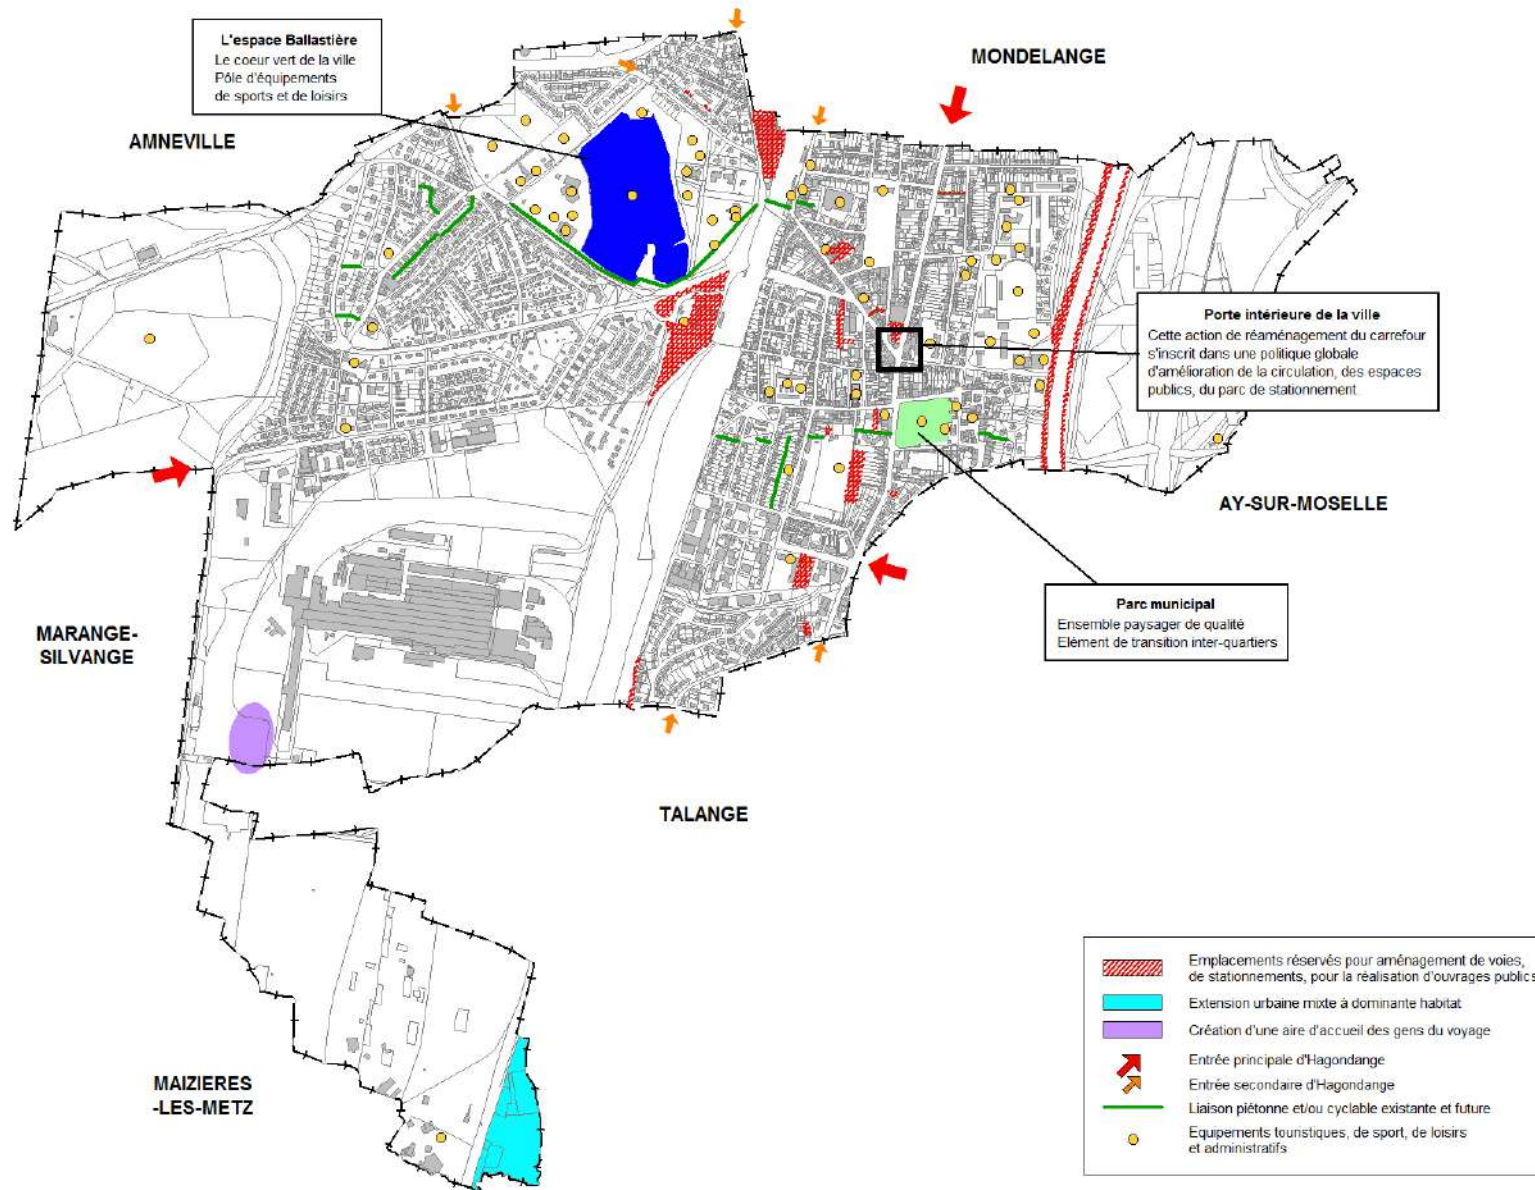 L'espace Ballastière
Le coeur vert de la ville
Pôle d'équipements
de sports et de loisirs
MONDELANGE
AMNEVILLE
Porte intérieure de la ville
Cette action de réaménagement du carrefour
s'inscrit dans une politique globale
d'amélioration de la circulation, des espaces
publics, du parc de stationnement.
AY-SUR-MOSELLE
Parc municipal
Ensemble paysager de qualité
Elément de transition inter-quartiers
MARANGE-
SILVANGE
TALANGE
MAIZIERES
-LES-METZ
Emplacements réservés pour aménagement de voies,
de stationnements, pour la réalisation d'ouvrages publics
Extension urbaine mixte à dominante habitat
Création d'une aire d'accueil des gens du voyage
Entrée principale d'Hagondange
Entrée secondaire d'Hagondange
Liaison piétonne et/ou cyclable existante et future
Equipements touristiques, de sport, de loisirs
et administratifs